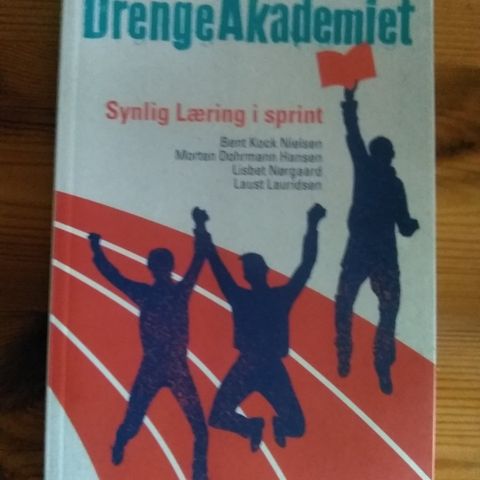 DrengeAkademiet
Synlig Læring i sprint
Bent Kock Nielsen
Morten Dohrmann Hansen
Lisbet Nørgaard
Laust Lauridsen